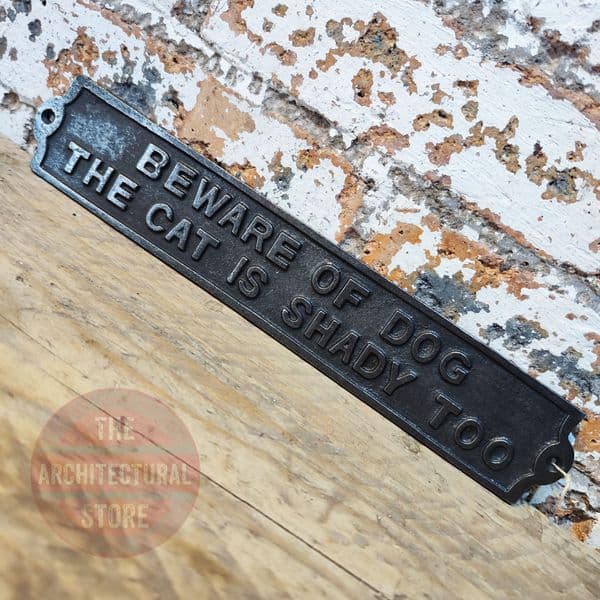 BEWARE OF DOG
THE CAT IS SHADY TOO
THE
ARCHITECTURAL
STORE